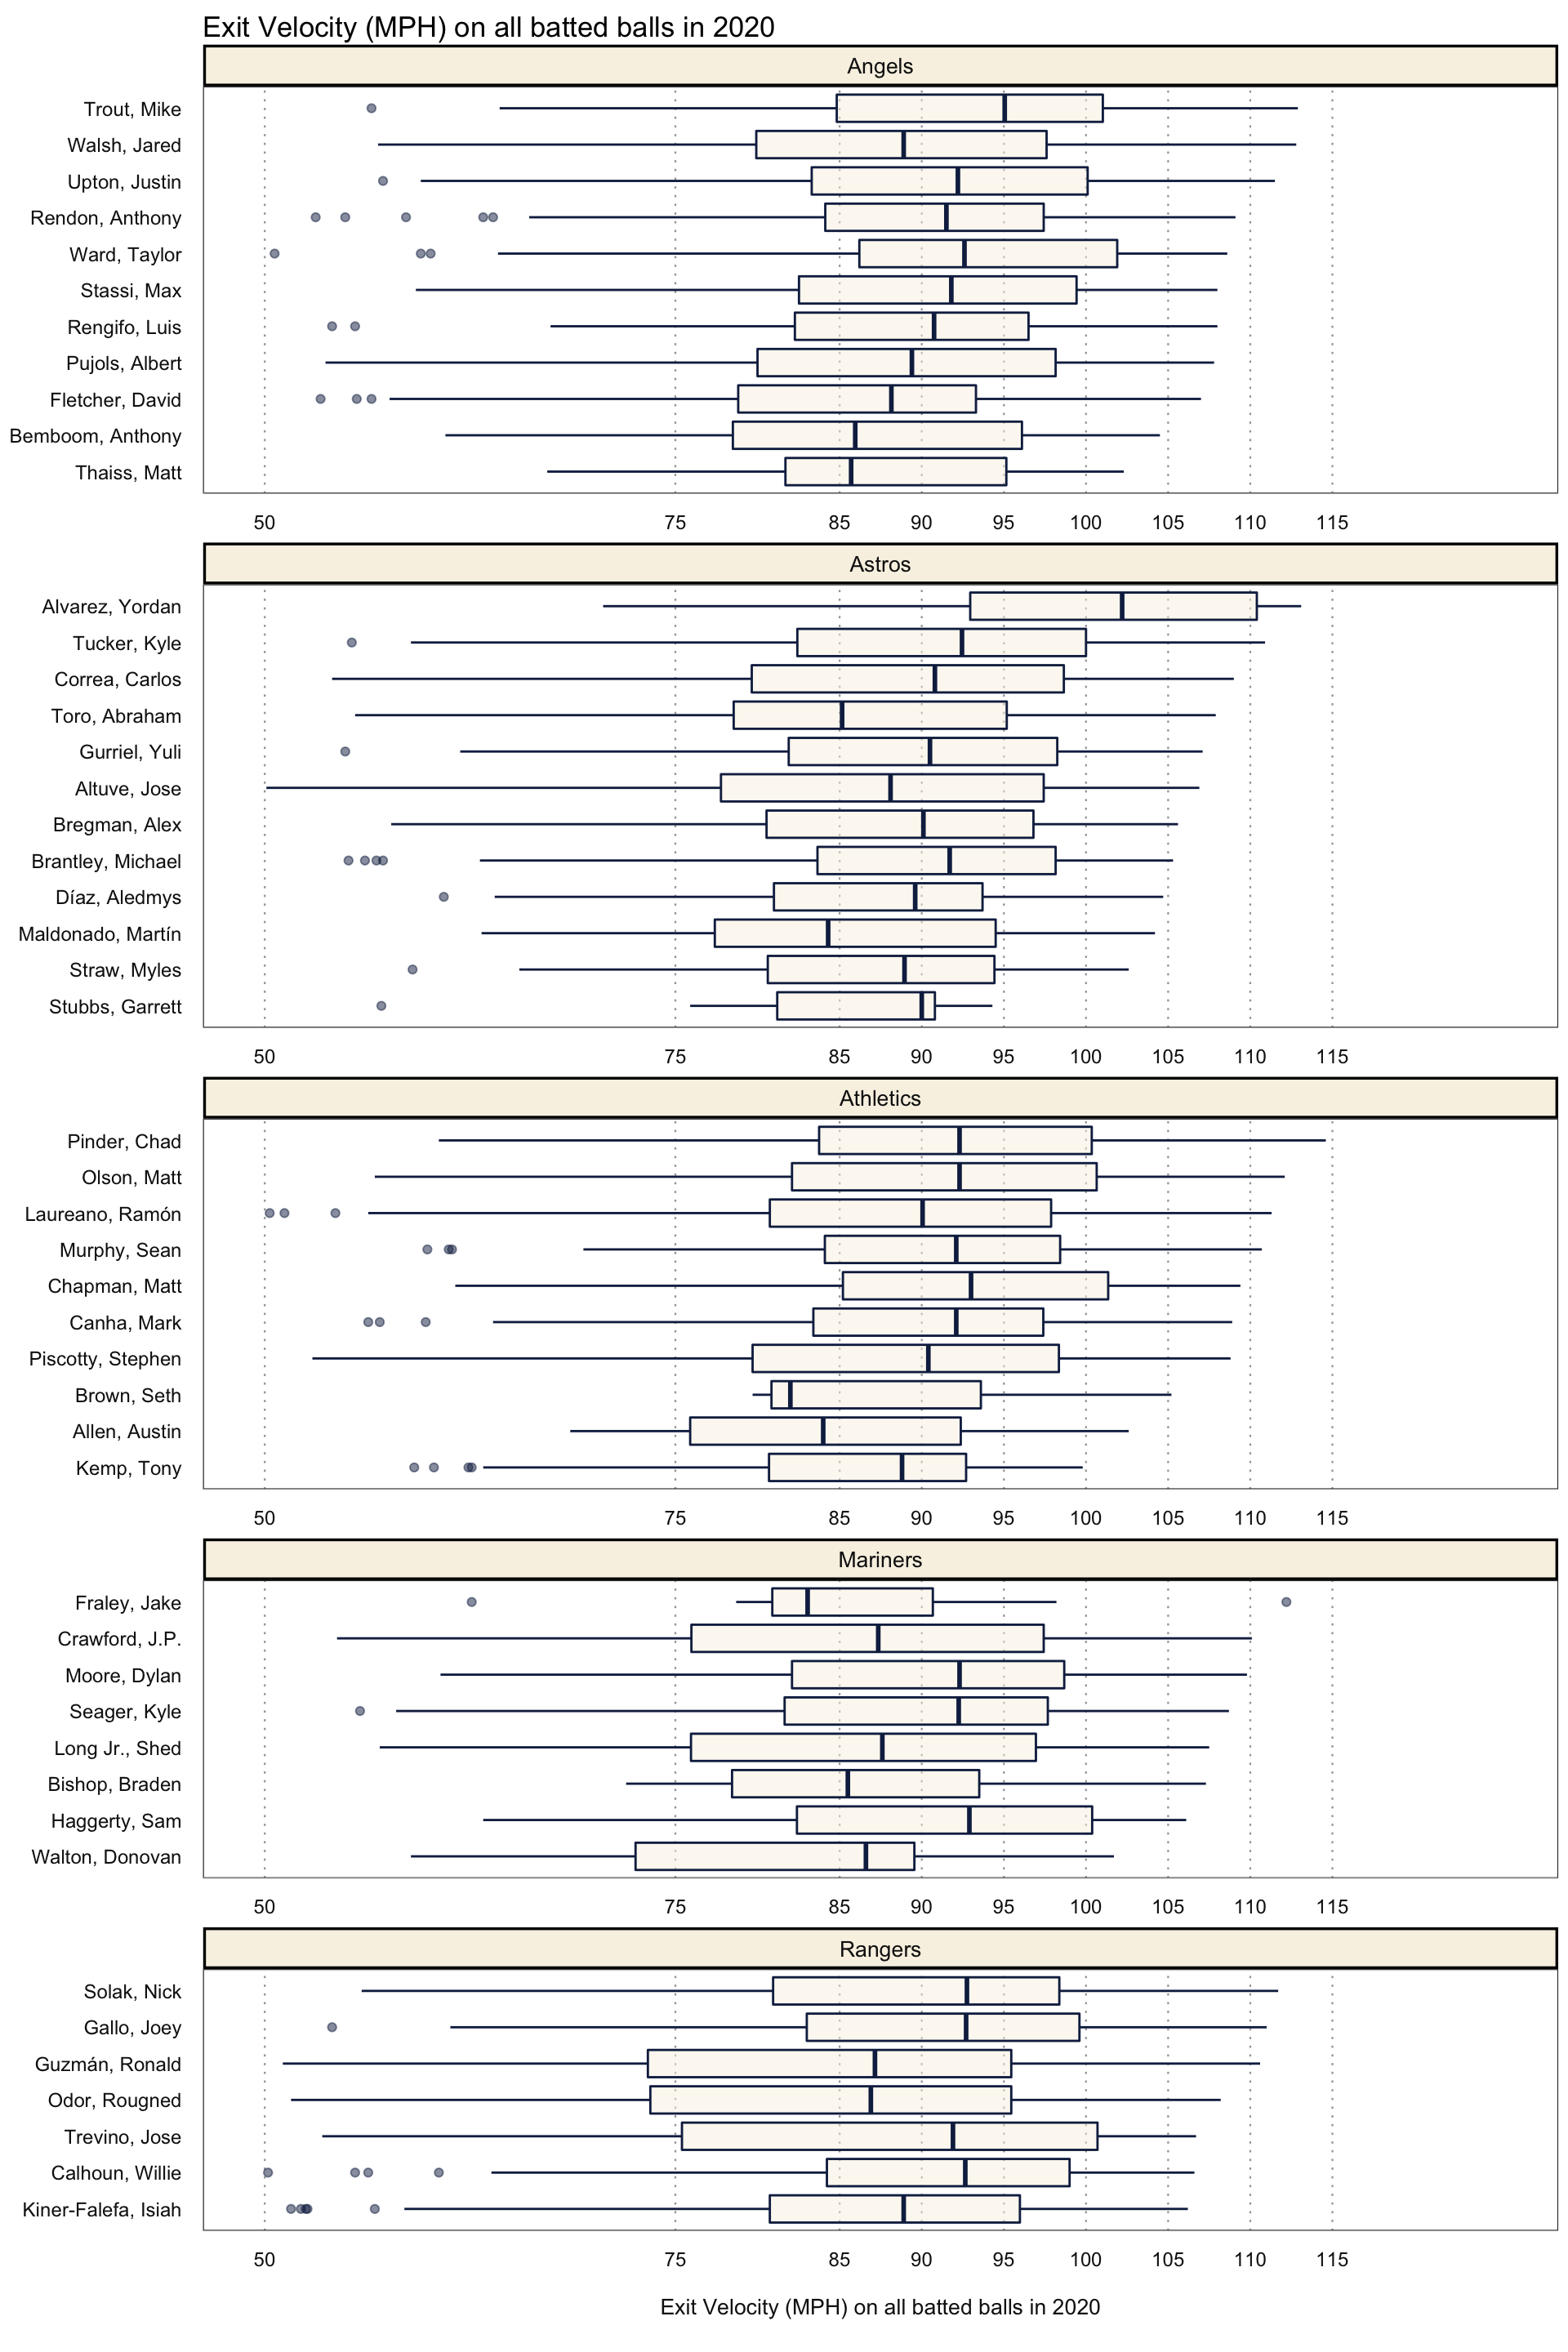 Exit Velocity (MPH) on all batted balls in 2020
Angels
Trout, Mike
Walsh, Jared
Upton, Justin
Rendon, Anthony
Ward, Taylor
Stassi, Max
Rengifo, Luis
Pujols, Albert
Fletcher, David
Bemboom, Anthony
Thaiss, Matt
50 75 85 90 95 100 105 110 115
Astros
Alvarez, Yordan
Tucker, Kyle
Correa, Carlos
Toro, Abraham
Gurriel, Yuli
Altuve, Jose
Bregman, Alex
Brantley, Michael
Díaz, Aledmys
Maldonado, Martín
Straw, Myles
Stubbs, Garrett
50 75 85 90 95 100 105 110 115
Athletics
Pinder, Chad
Olson, Matt
Laureano, Ramón
Murphy, Sean
Chapman, Matt
Canha, Mark
Piscotty, Stephen
Brown, Seth
Allen, Austin
Kemp, Tony
50 75 85 90 95 100 105 110 115
Mariners
Fraley, Jake
Crawford, J.P.
Moore, Dylan
Seager, Kyle
Long Jr., Shed
Bishop, Braden
Haggerty, Sam
Walton, Donovan
50 75 85 90 95 100 105 110 115
Rangers
Solak, Nick
Gallo, Joey
Guzmán, Ronald
Odor, Rougned
Trevino, Jose
Calhoun, Willie
Kiner-Falefa, Isiah
50 75 85 90 95 100 105 110 115
Exit Velocity (MPH) on all batted balls in 2020